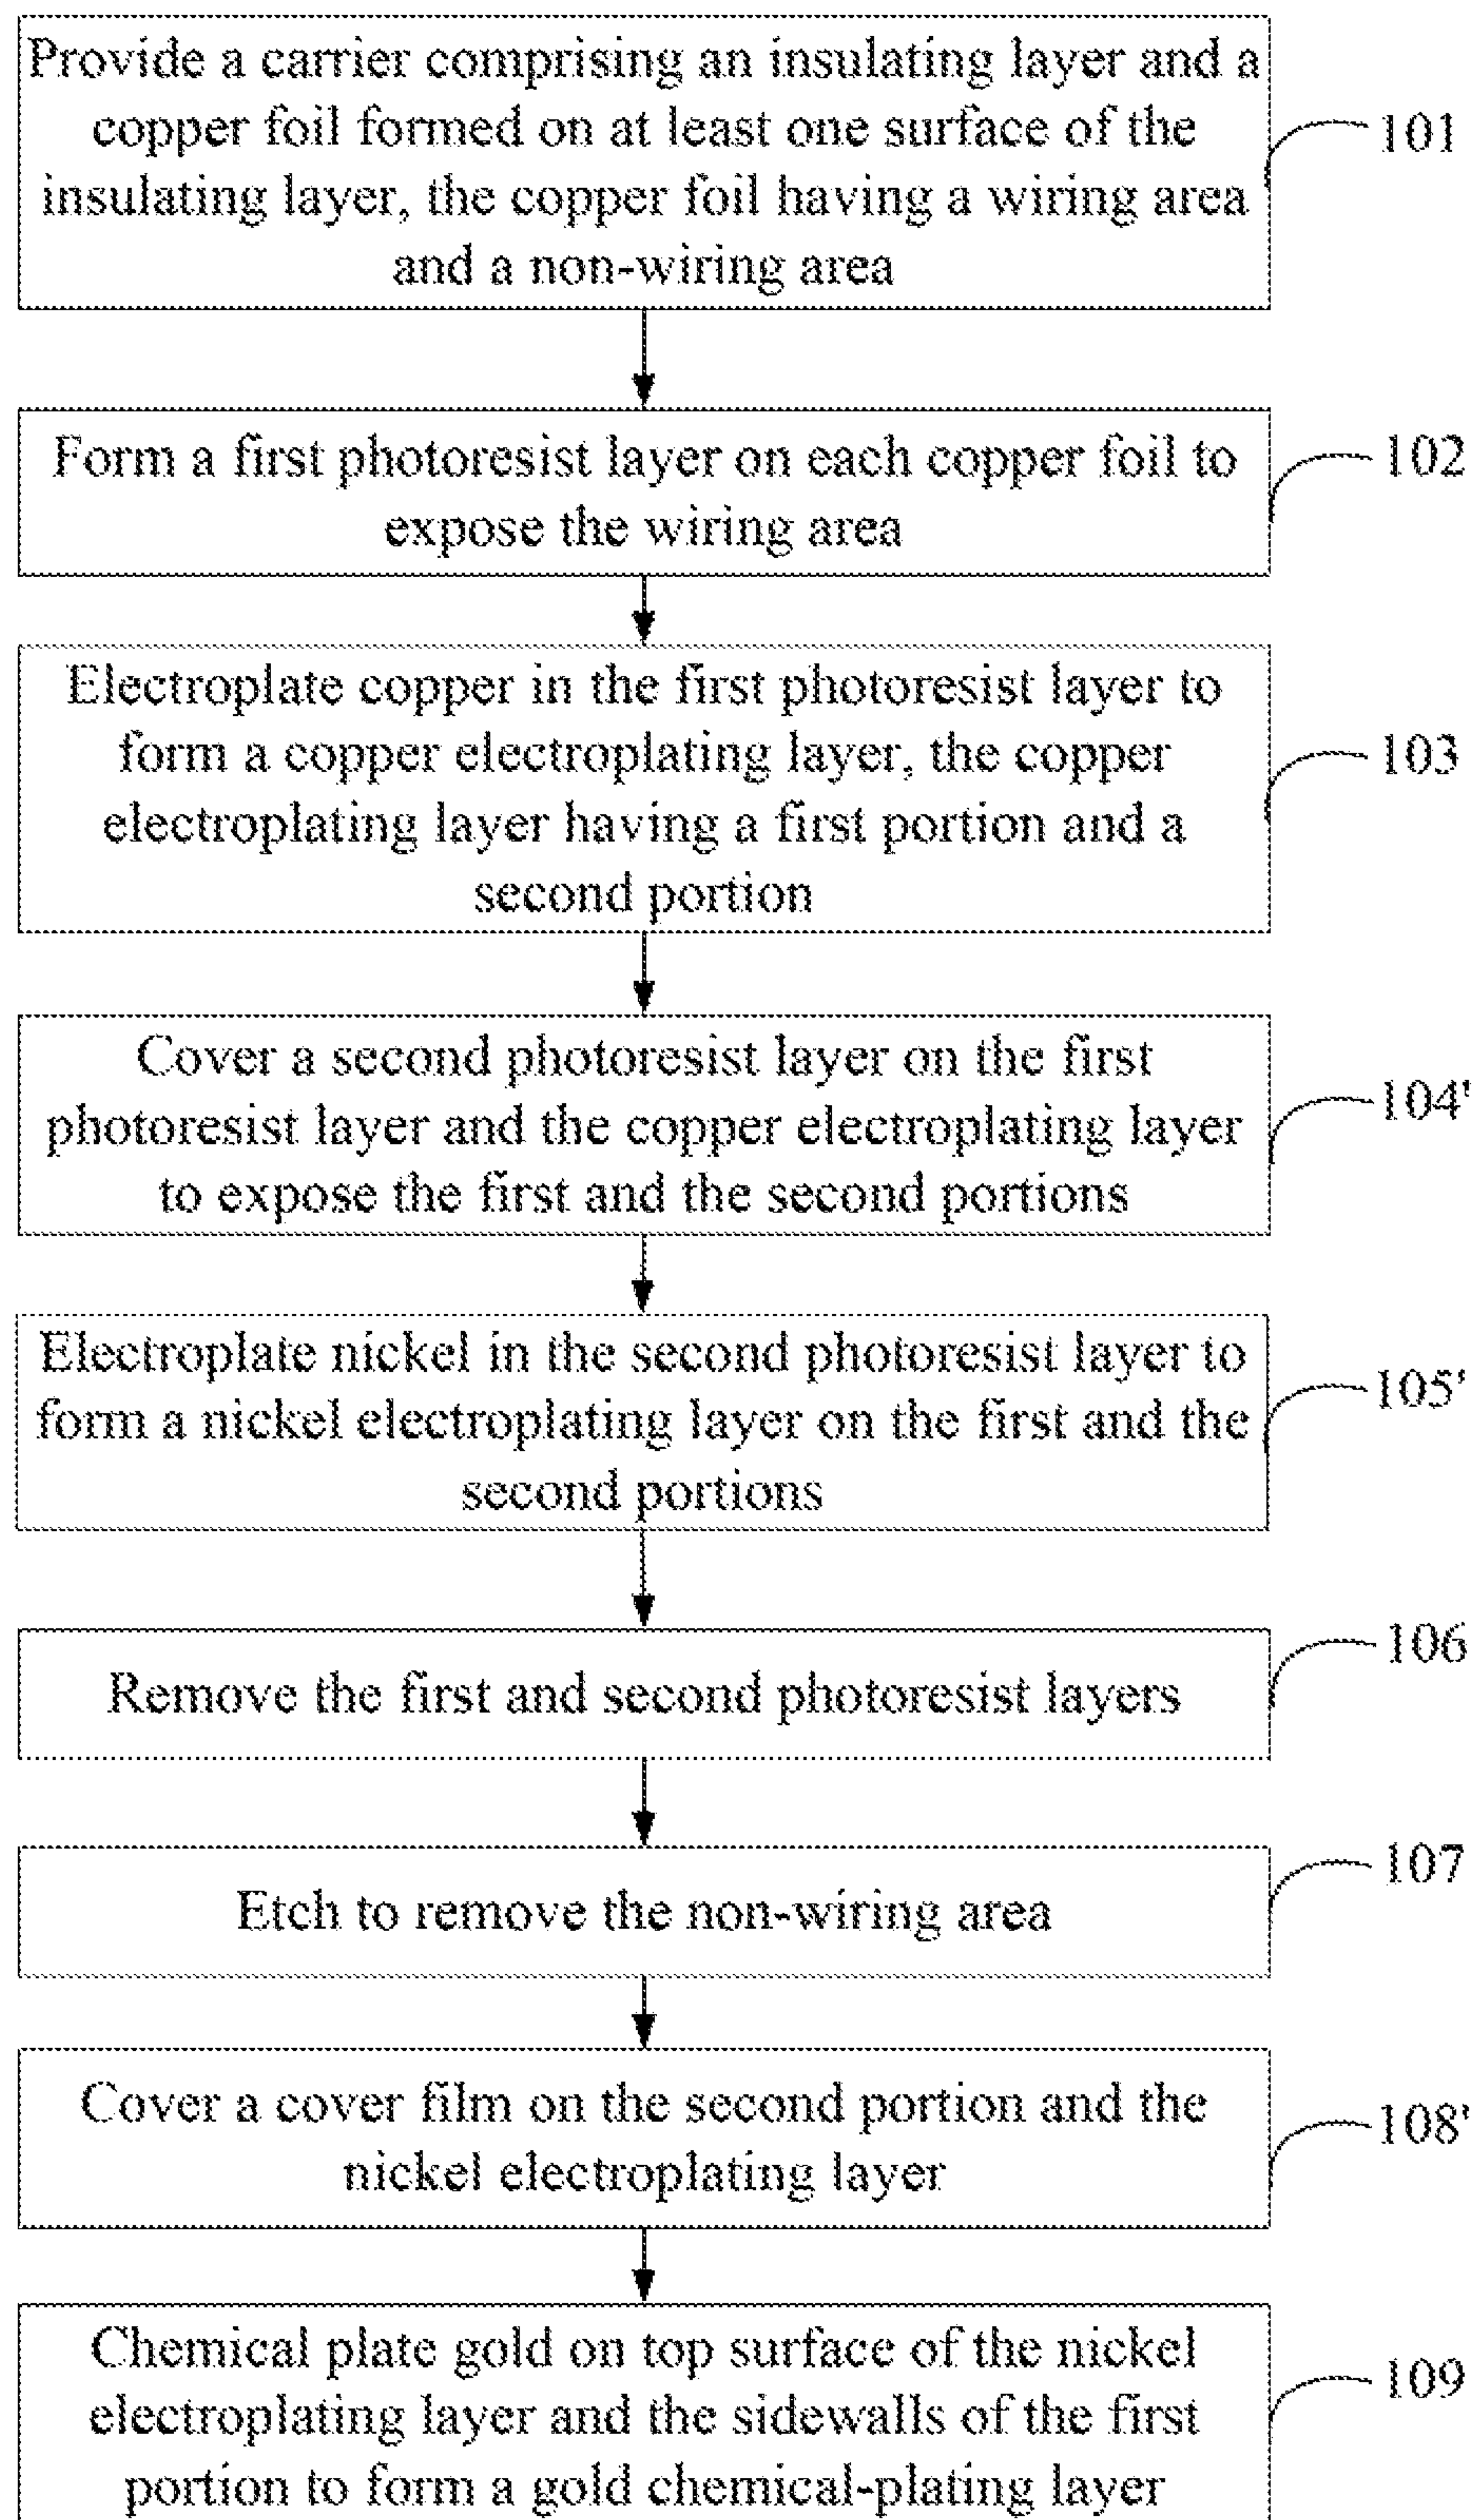 Provide a carrier comprising an insulating layer and a
copper foil formed on at least one surface of the
insulating layer, the copper foil having a wiring area
and a non-wiring area
101
Form a first photoresist layer on each copper foil to
expose the wiring area
102
Electroplate copper in the first photoresist layer to
form a copper electroplating layer, the copper
electroplating layer having a first portion and a
second portion
103
Cover a second photoresist layer on the first
photoresist layer and the copper electroplating layer
to expose the first and the second portions
104'
Electroplate nickel in the second photoresist layer to
form a nickel electroplating layer on the first and the
second portions
105'
Remove the first and second photoresist layers
106
Etch to remove the non-wiring area
107
Cover a cover film on the second portion and the
nickel electroplating layer
108'
Chemical plate gold on top surface of the nickel
electroplating layer and the sidewalls of the first
portion to form a gold chemical-plating layer
109